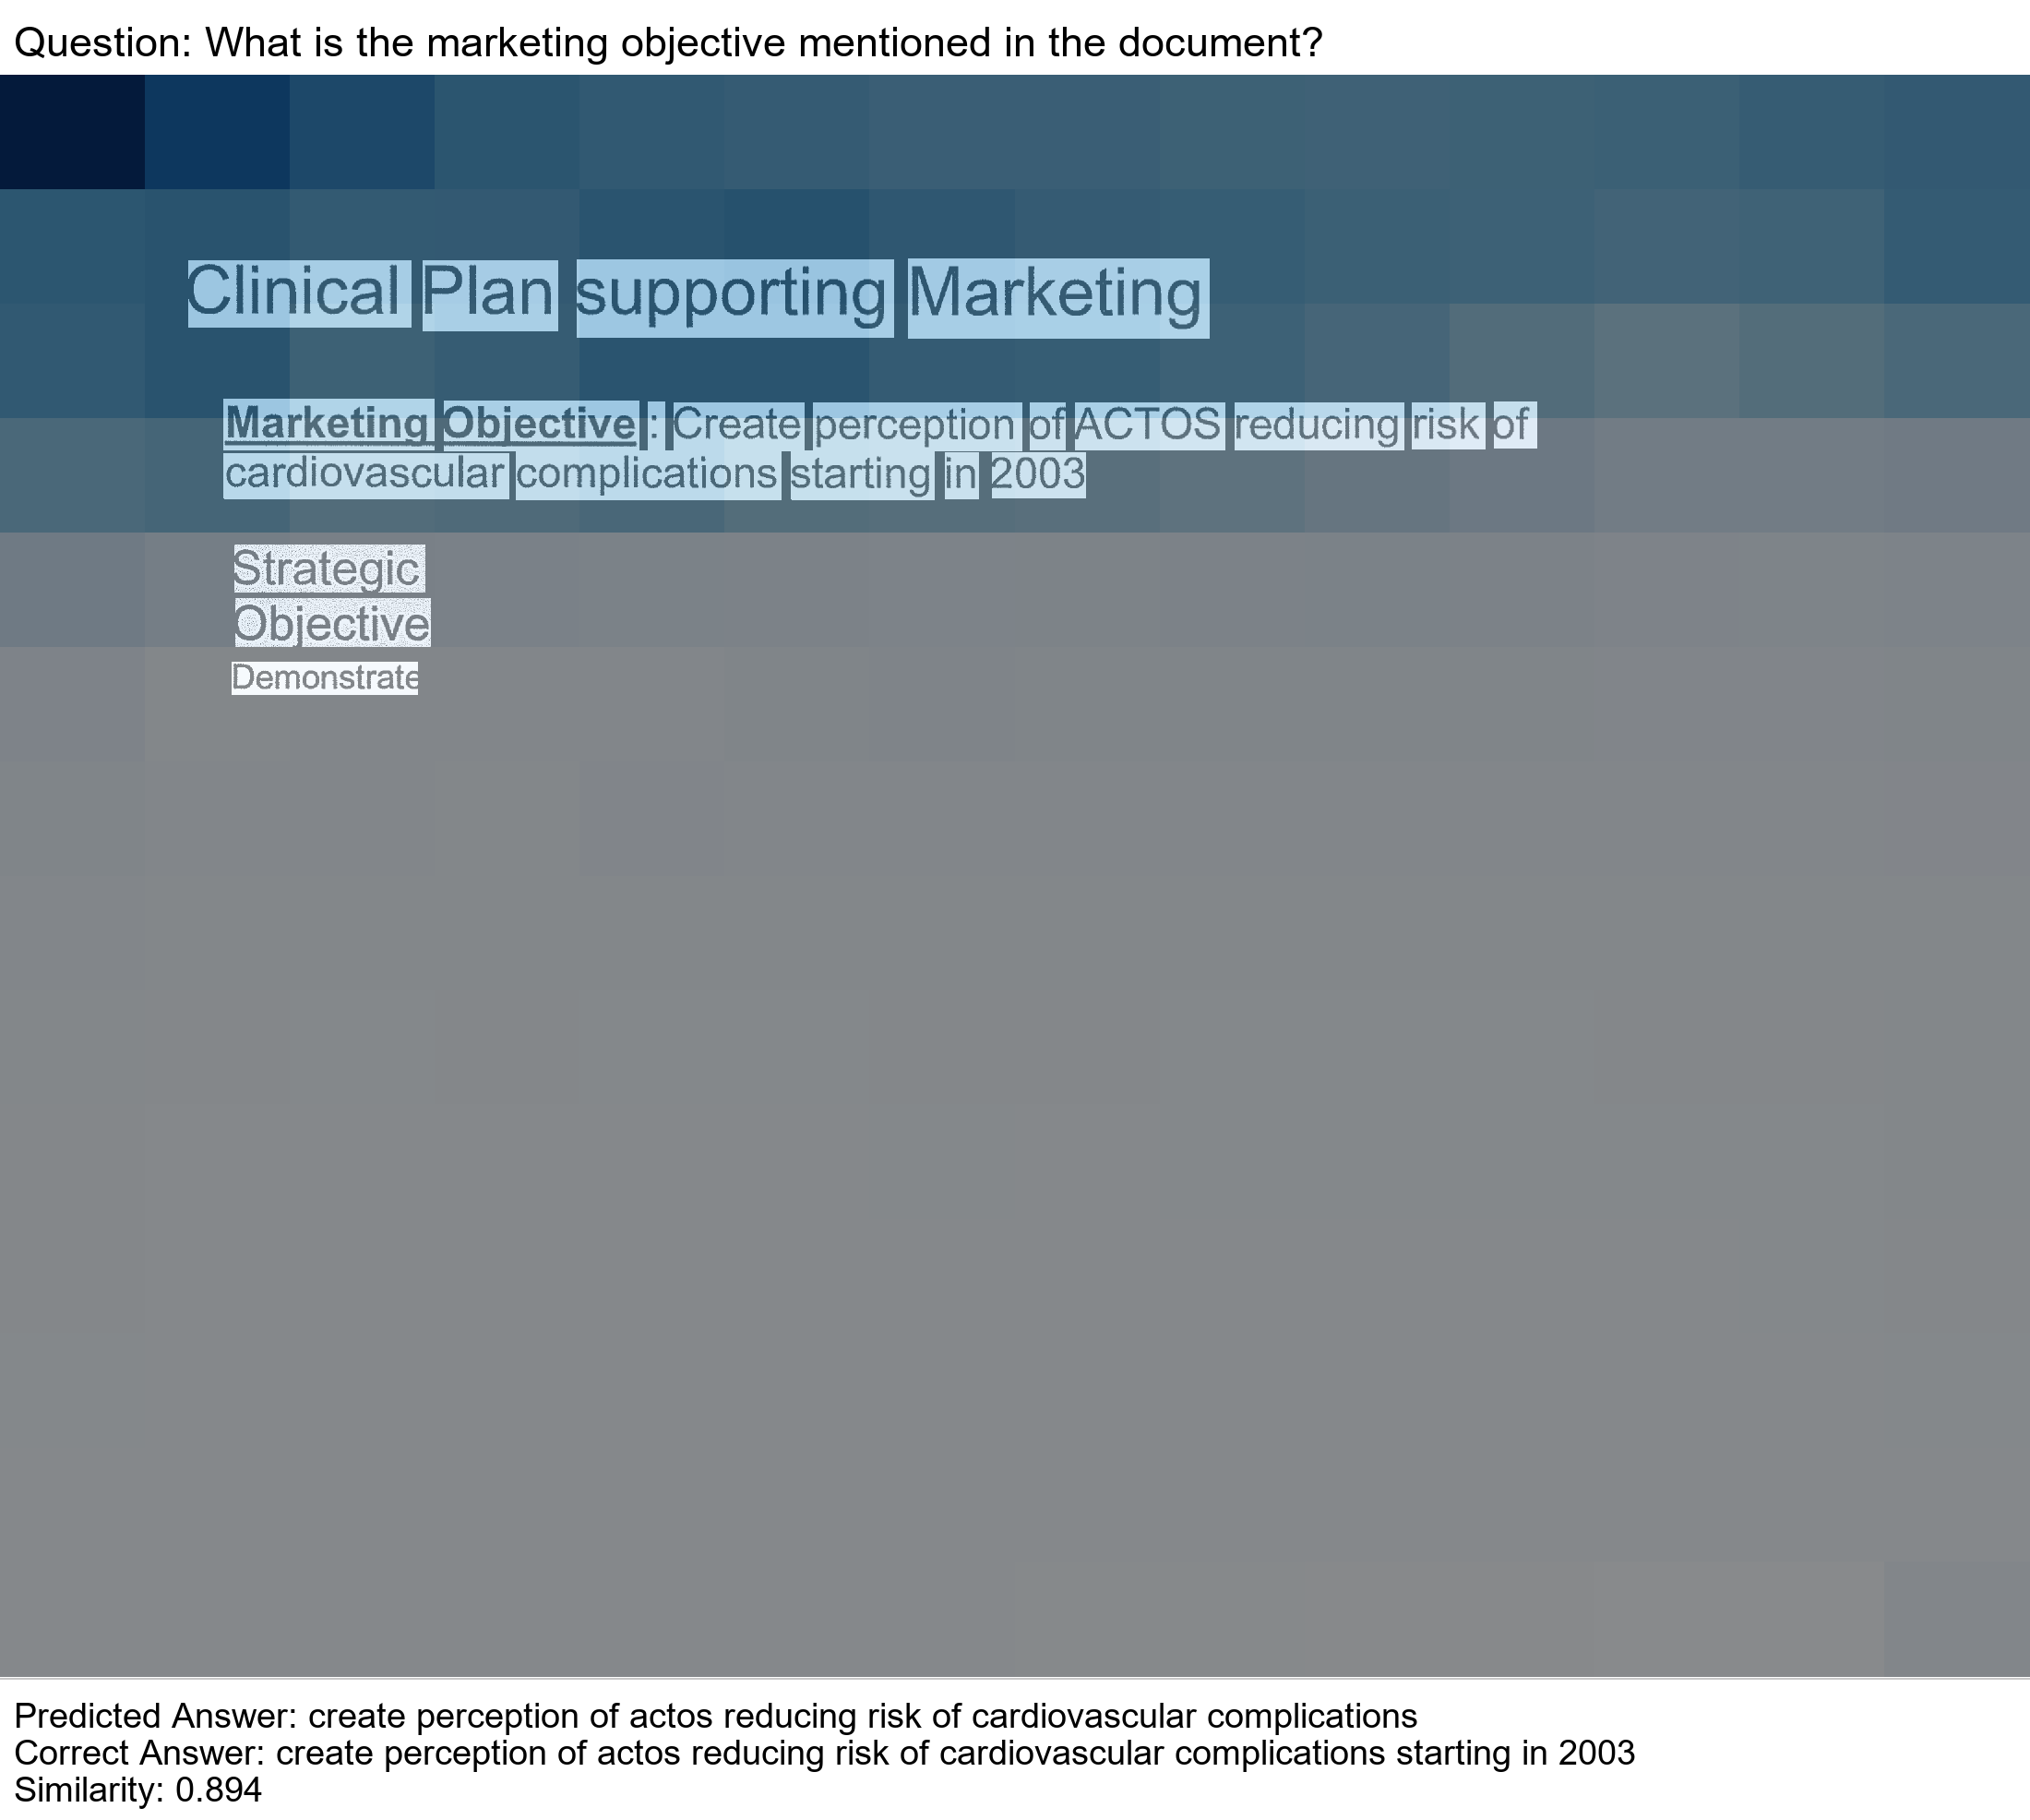 Question: What is the marketing objective mentioned in the document?
Clinical Plan supporting Marketing
Marketing Objective : Create perception of ACTOS reducing risk of
cardiovascular complications starting in 2003
Strategic
Objective
Demonstrate
Predicted Answer: create perception of actos reducing risk of cardiovascular complications
Correct Answer: create perception of actos reducing risk of cardiovascular complications starting in 2003
Similarity: 0.894